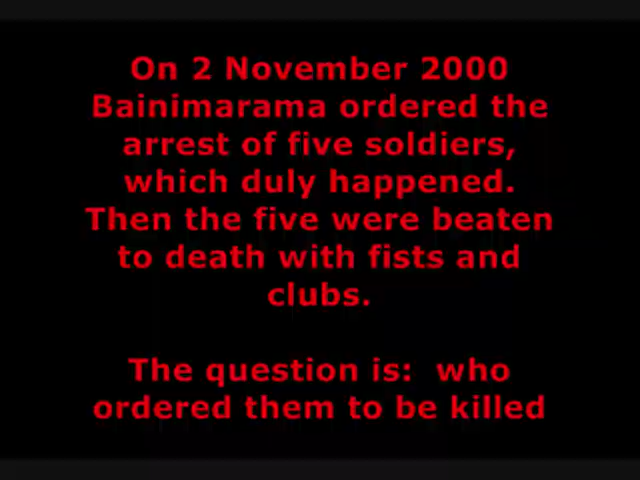 On 2 November 2000
Bainimarama ordered the
arrest of five soldiers,
which duly happened.
Then the five were beaten
to death with fists and
clubs.
The question is:  who
ordered them to be killed